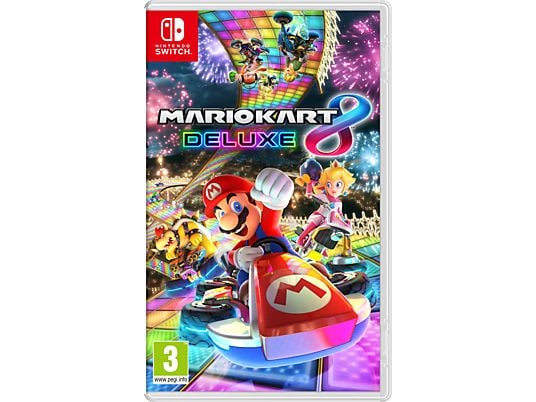 NINTENDO
SWITCH
MARIOKART 8
DELUXE
M
M
3
www.pegi.info